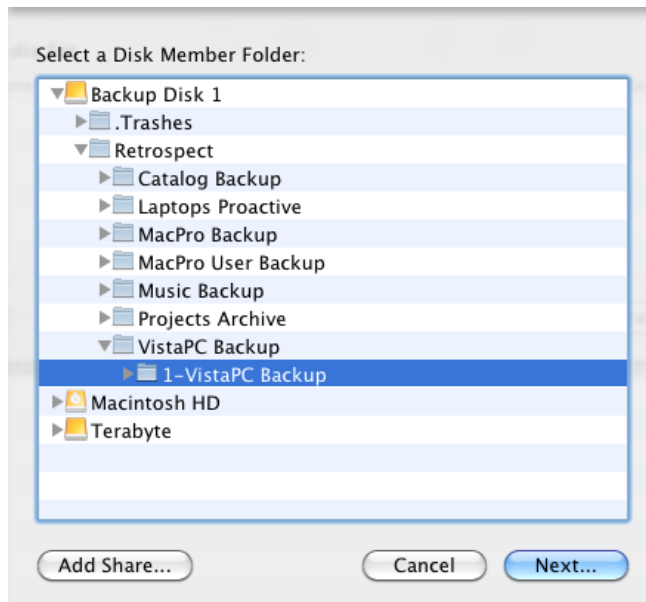 Select a Disk Member Folder:
Backup Disk 1
.Trashes
Retrospect
Catalog Backup
Laptops Proactive
MacPro Backup
MacPro User Backup
Music Backup
Projects Archive
VistaPC Backup
1-VistaPC Backup
Macintosh HD
Terabyte
Add Share... Cancel Next...